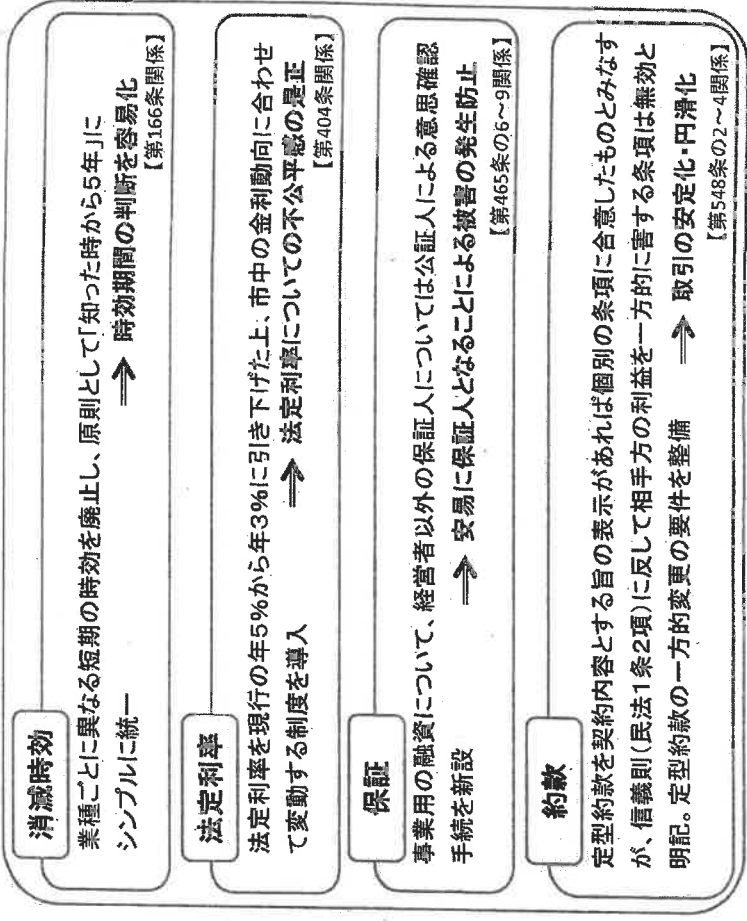 消滅時効
業種ごとに異なる短期の時効を廃止し、原則として「知った時から5年」に
シンプルに統一 ⇒ 時効期間の判断を容易化
【第166条関係】
法定利率
法定利率を現行の年5%から年3%に引き下げた上、市中の金利動向に合わせ
て変動する制度を導入 ⇒ 法定利率についての不公平感の是正
【第404条関係】
保証
事業用の融資について、経営者以外の保証人については公証人による意思確認
手続を新設 ⇒ 安易に保証人となることによる被害の発生防止
【第465条の6~9関係】
約款
定型約款を契約内容とする旨の表示があれば個別の条項に合意したものとみなす
が、信義則(民法1条2項)に反して相手方の利益を一方的に害する条項は無効と
明記。定型約款の一方的変更の要件を整備 ⇒ 取引の安定化・円滑化
【第548条の2~4関係】